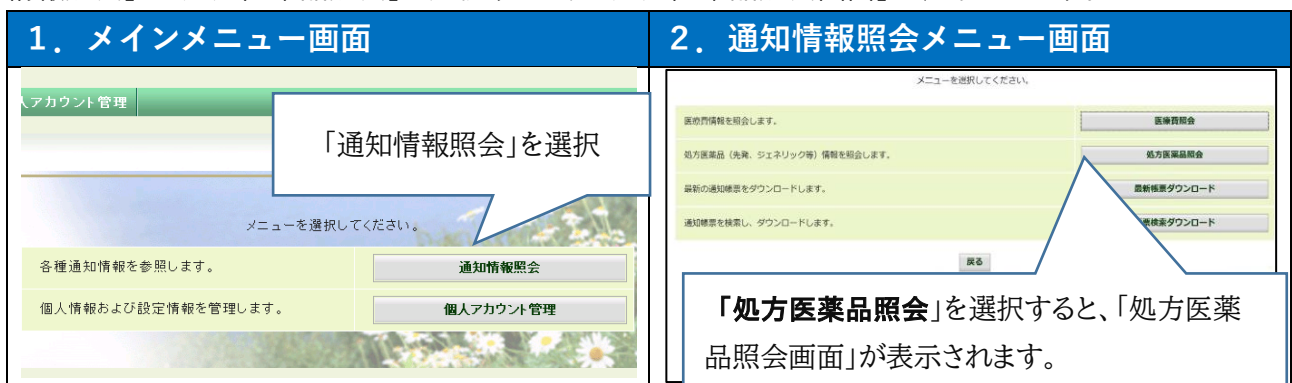 1．メインメニュー画面
人アカウント管理
「通知情報照会」を選択
メニューを選択してください。
各種通知情報を参照します。
通知情報照会
個人情報および設定情報を管理します。
個人アカウント管理
2．通知情報照会メニュー画面
メニューを選択してください。
医療費情報を照会します。
医療費照会
処方医薬品（先発、ジェネリック等）情報を照会します。
処方医薬品照会
最新の通知帳票をダウンロードします。
最新帳票ダウンロード
通知帳票を検索し、ダウンロードします。
票検索ダウンロード
戻る
「処方医薬品照会」を選択すると、「処方医薬
品照会画面」が表示されます。